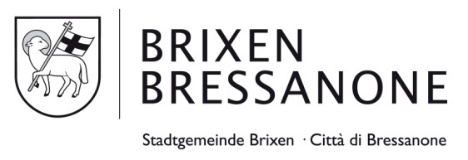 BRIXEN
BRESSANONE
Stadtgemeinde Brixen · Città di Bressanone